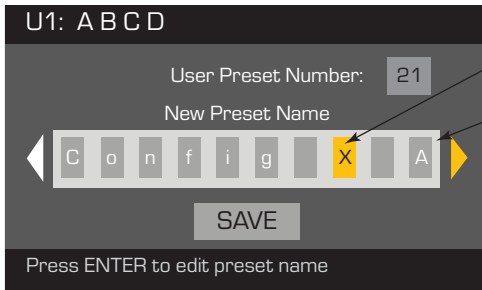 U1: A B C D
User Preset Number: 21
New Preset Name
C o n f i g X A
SAVE
Press ENTER to edit preset name